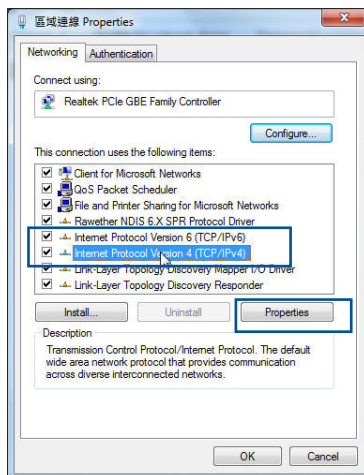 區域連線 Properties
Networking Authentication
Connect using:
Realtek PCIe GBE Family Controller
Configure...
This connection uses the following items:
Client for Microsoft Networks
QoS Packet Scheduler
File and Printer Sharing for Microsoft Networks
Rawether NDIS 6.X SPR Protocol Driver
Internet Protocol Version 6 (TCP/IPv6)
Internet Protocol Version 4 (TCP/IPv4)
Link-Layer Topology Discovery Mapper I/O Driver
Link-Layer Topology Discovery Responder
Install... Uninstall Properties
Description
Transmission Control Protocol/Internet Protocol. The default
wide area network protocol that provides communication
across diverse interconnected networks.
OK Cancel